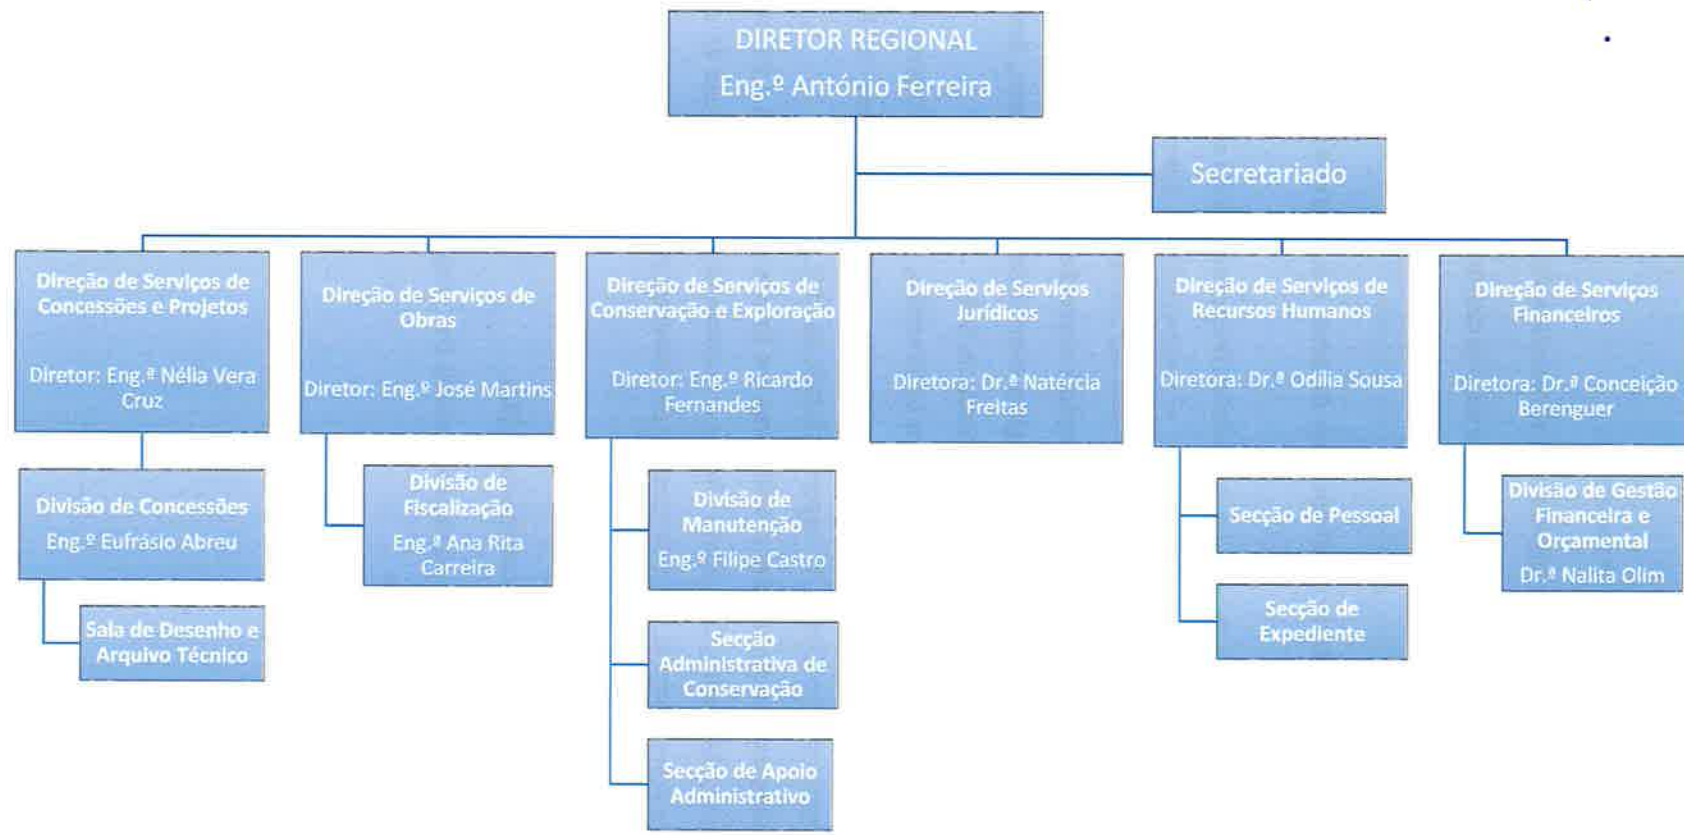 DIRETOR REGIONAL
Eng.º António Ferreira
Secretariado
Direção de Serviços de
Concessões e Projetos
Diretor: Eng.ª Nélia Vera
Cruz
Direção de Serviços de
Obras
Diretor: Eng.º José Martins
Direção de Serviços de
Conservação e Exploração
Diretor: Eng.º Ricardo
Fernandes
Direção de Serviços
Jurídicos
Diretora: Dr.ª Natércia
Freitas
Direção de Serviços de
Recursos Humanos
Diretora: Dr.ª Odília Sousa
Direção de Serviços
Financeiros
Diretora: Dr.ª Conceição
Berenguer
Divisão de Concessões
Eng.º Eufrásio Abreu
Sala de Desenho e
Arquivo Técnico
Divisão de
Fiscalização
Eng.ª Ana Rita
Carreira
Divisão de
Manutenção
Eng.º Filipe Castro
Secção
Administrativa de
Conservação
Secção de Apoio
Administrativo
Secção de Pessoal
Secção de
Expediente
Divisão de Gestão
Financeira e
Orçamental
Dr.ª Nalita Olim